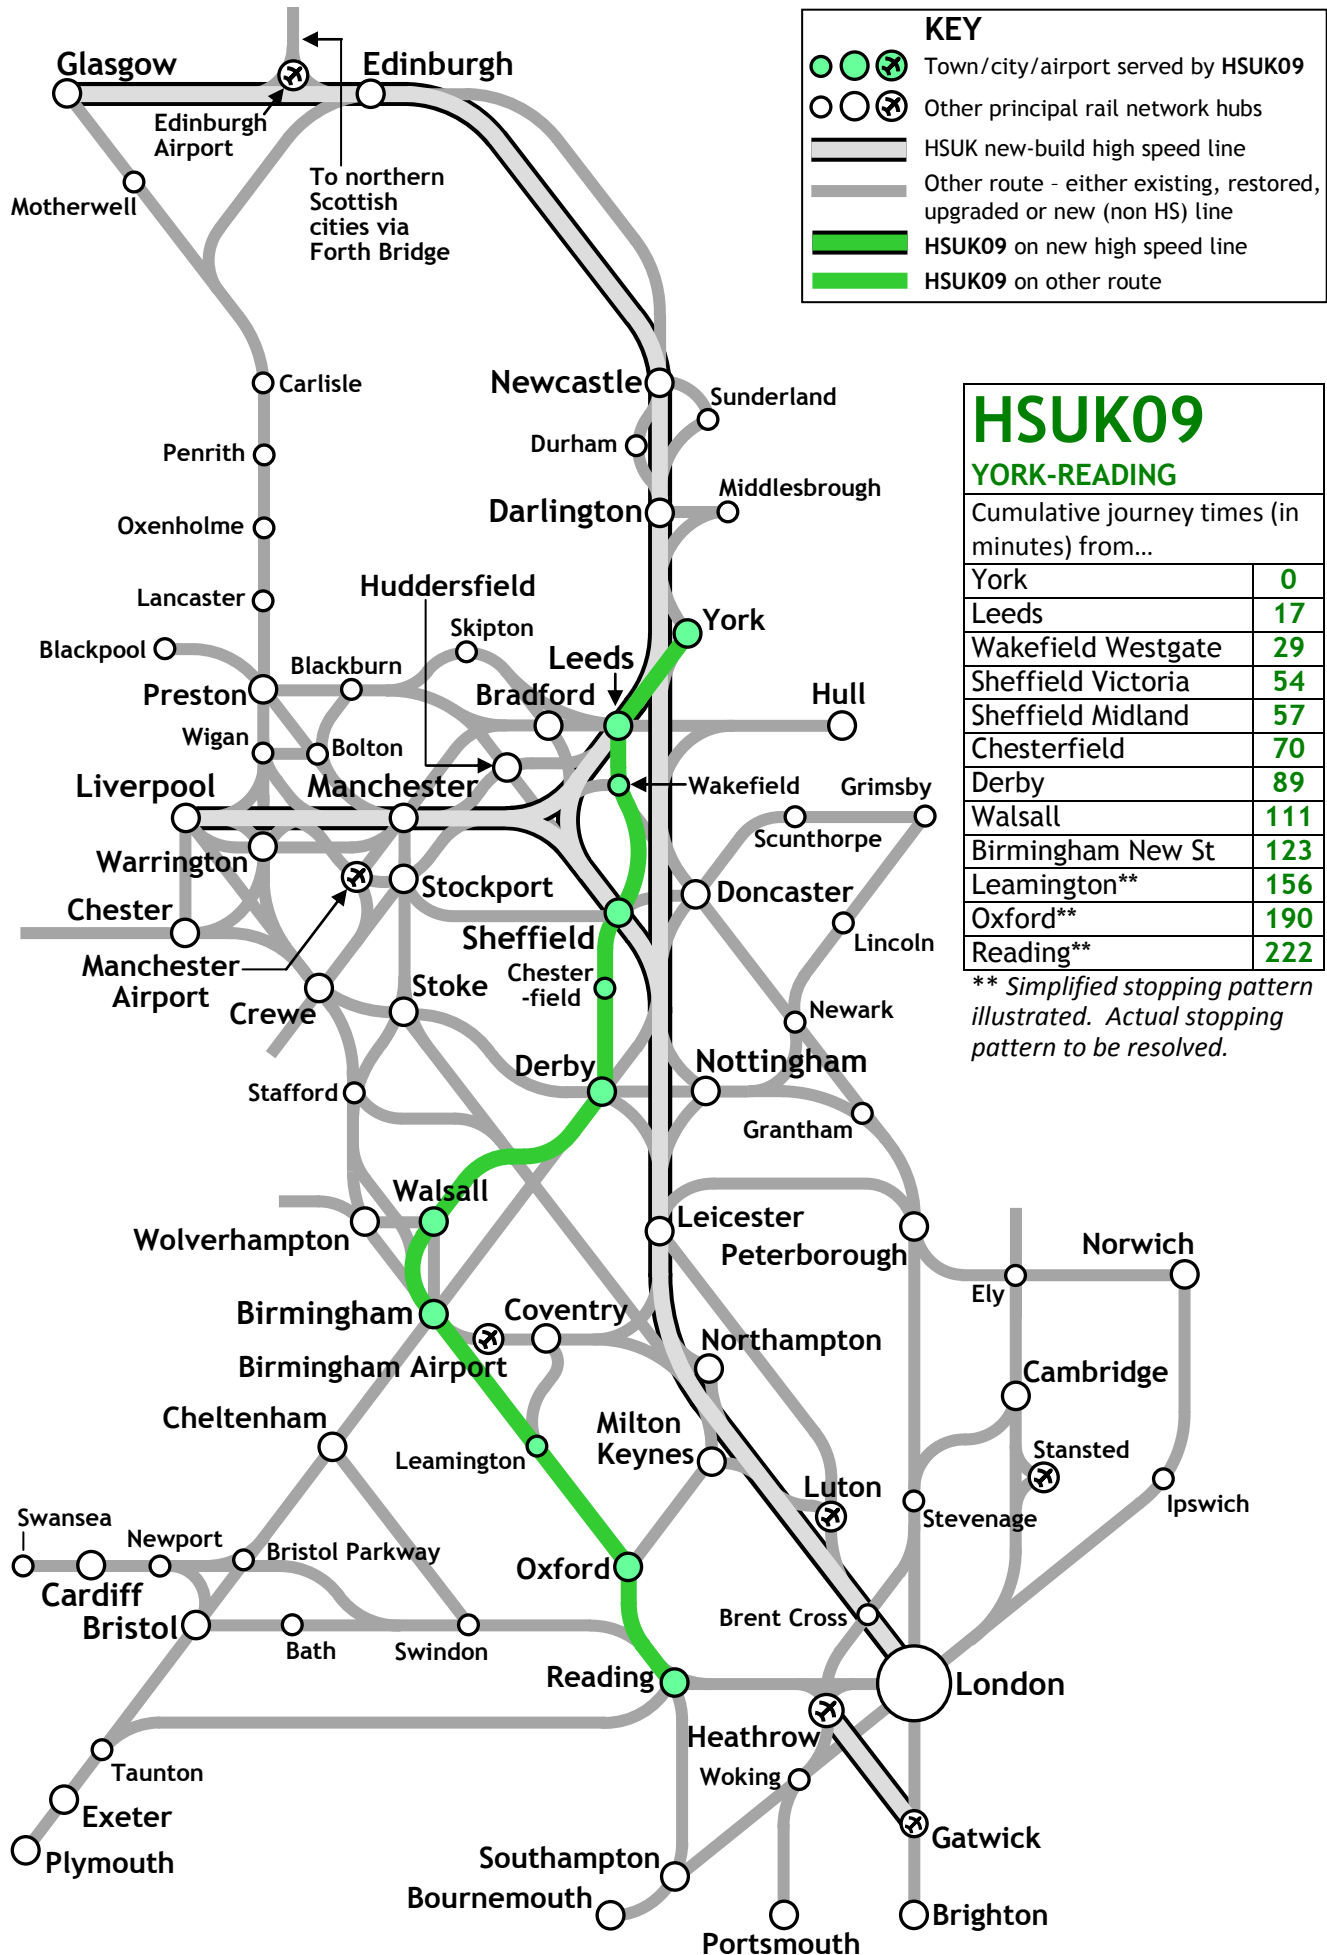 KEY
Town/city/airport served by HSUK09
Other principal rail network hubs
HSUK new-build high speed line
Other route – either existing, restored,
upgraded or new (non HS) line
HSUK09 on new high speed line
HSUK09 on other route
Glasgow
Edinburgh
Edinburgh
Airport
To northern
Scottish
cities via
Forth Bridge
Motherwell
Carlisle
Newcastle
Sunderland
Durham
Penrith
Middlesbrough
Darlington
Oxenholme
Huddersfield
Lancaster
Skipton
York
Blackpool
Blackburn
Leeds
Preston
Bradford
Hull
Wigan
Bolton
Liverpool
Manchester
Wakefield
Grimsby
Scunthorpe
Warrington
Stockport
Doncaster
Chester
Sheffield
Lincoln
Manchester
Airport
Chester
-field
Crewe
Stoke
Newark
Derby
Nottingham
Stafford
Grantham
Walsall
Wolverhampton
Leicester
Peterborough
Norwich
Ely
Birmingham
Coventry
Birmingham Airport
Northampton
Cambridge
Cheltenham
Milton
Keynes
Leamington
Stansted
Luton
Stevenage
Ipswich
Swansea
Newport
Bristol Parkway
Cardiff
Oxford
Bristol
Bath
Swindon
Brent Cross
Reading
London
Heathrow
Woking
Taunton
Exeter
Gatwick
Plymouth
Southampton
Bournemouth
Portsmouth
Brighton
HSUK09
YORK-READING
Cumulative journey times (in
minutes) from…
York 0
Leeds 17
Wakefield Westgate 29
Sheffield Victoria 54
Sheffield Midland 57
Chesterfield 70
Derby 89
Walsall 111
Birmingham New St 123
Leamington** 156
Oxford** 190
Reading** 222
** Simplified stopping pattern
illustrated. Actual stopping
pattern to be resolved.